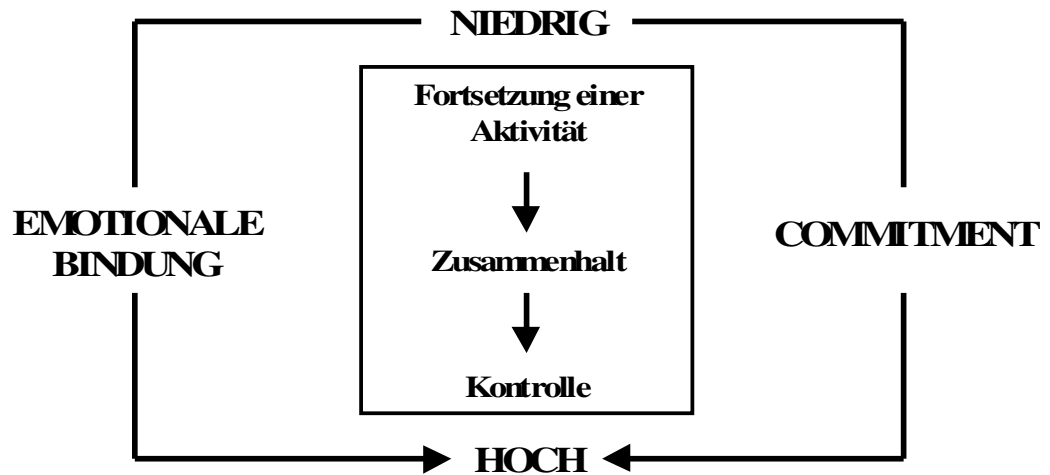 NIEDRIG
Fortsetzung einer
Aktivität
EMOTIONALE
BINDUNG
Zusammenhalt
COMMITMENT
Kontrolle
HOCH